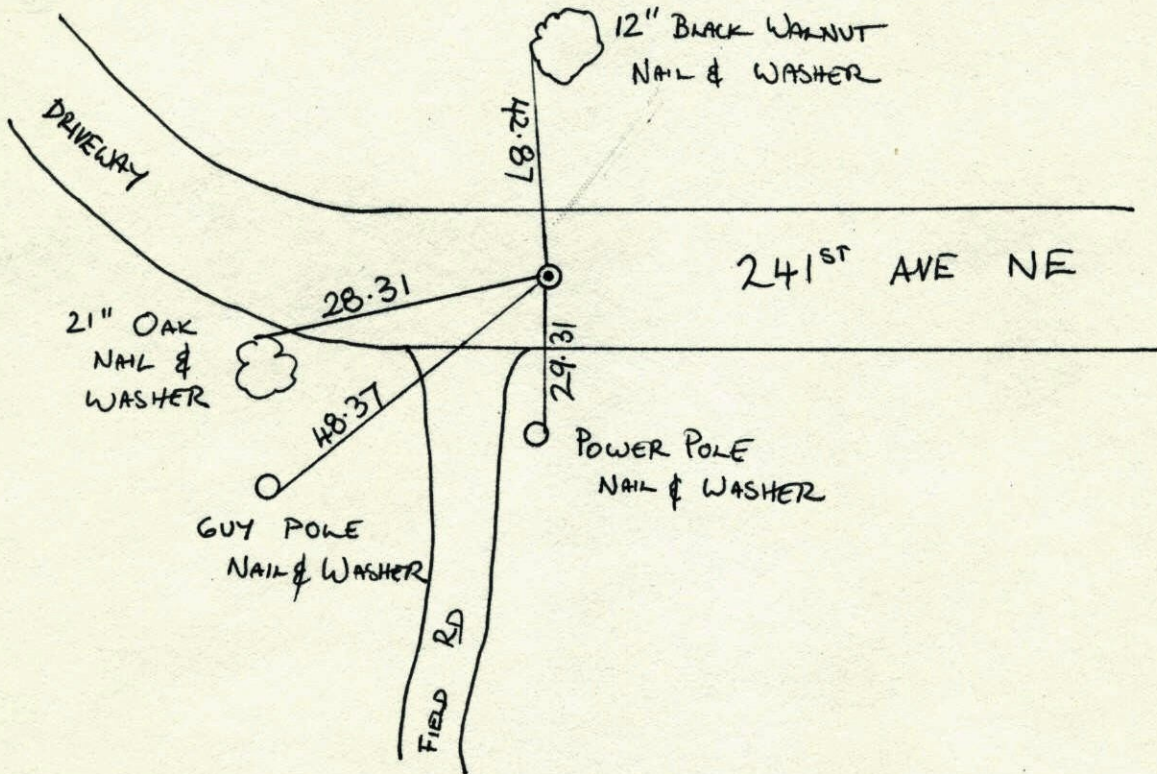 12" BLACK WALNUT
NAIL & WASHER
42.87
DRIVEWAY
241ST AVE NE
28.31
21" OAK
NAIL &
WASHER
29.31
48.37
POWER POLE
NAIL & WASHER
GUY POLE
NAIL & WASHER
FIELD RD